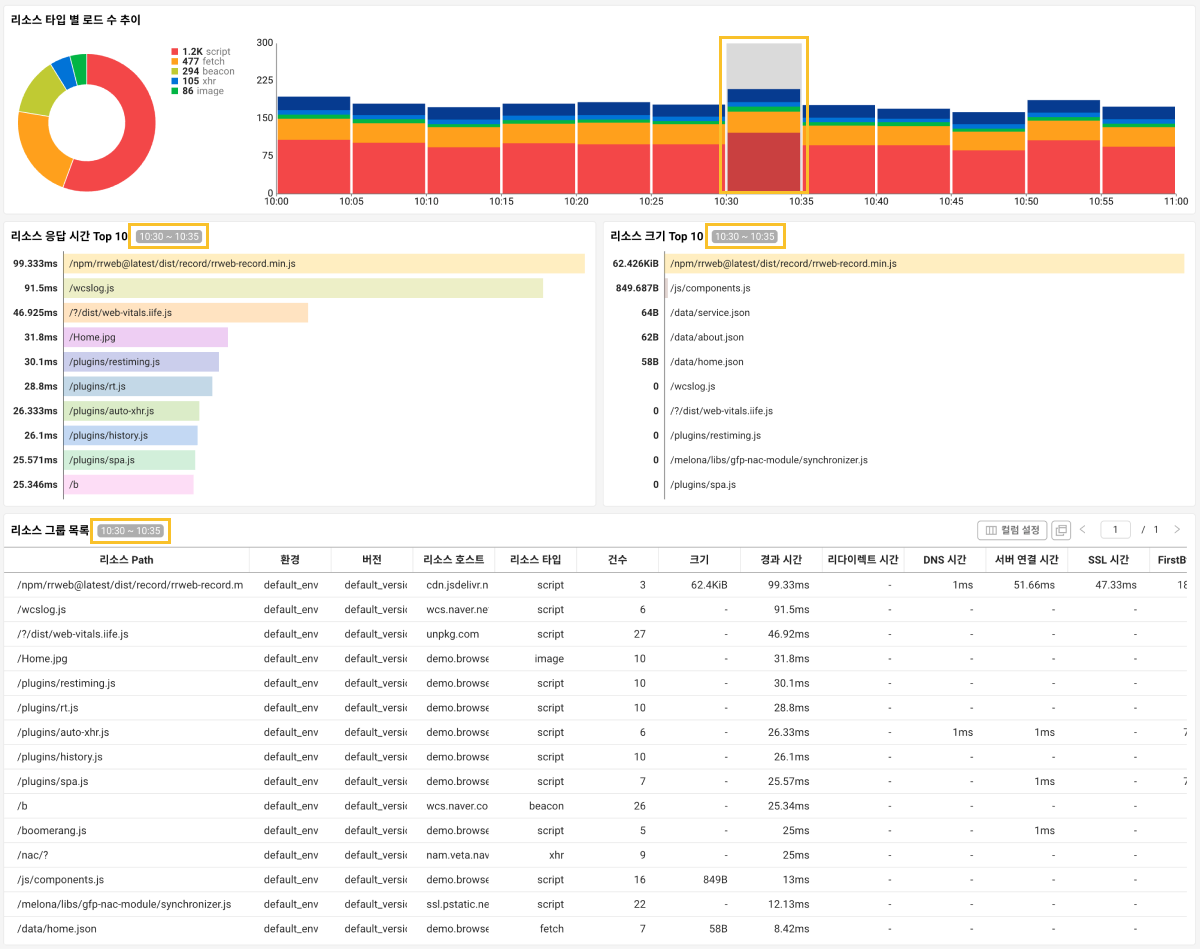 리소스 타입 별 로드 수 추이
1.2K script
477 fetch
294 beacon
105 xhr
86 image
300
225
150
75
0
10:00 10:05 10:10 10:15 10:20 10:25 10:30 10:35 10:40 10:45 10:50 10:55 11:00
리소스 응답 시간 Top 10 10:30 ~ 10:35
99.333ms /npm/rrweb@latest/dist/record/rrweb-record.min.js
91.5ms /wcslog.js
46.925ms /?/dist/web-vitals.iife.js
31.8ms /Home.jpg
30.1ms /plugins/restiming.js
28.8ms /plugins/rt.js
26.333ms /plugins/auto-xhr.js
26.1ms /plugins/history.js
25.571ms /plugins/spa.js
25.346ms /b
리소스 크기 Top 10 10:30 ~ 10:35
62.426KiB /npm/rrweb@latest/dist/record/rrweb-record.min.js
849.687B /js/components.js
64B /data/service.json
62B /data/about.json
58B /data/home.json
0 /wcslog.js
0 /?/dist/web-vitals.iife.js
0 /plugins/restiming.js
0 /melona/libs/gfp-nac-module/synchronizer.js
0 /plugins/spa.js
리소스 그룹 목록 10:30 ~ 10:35 컬럼 설정 1 / 1
리소스 Path 환경 버전 리소스 호스트 리소스 타입 건수 크기 경과 시간 리다이렉트 시간 DNS 시간 서버 연결 시간 SSL 시간 FirstB
/npm/rrweb@latest/dist/record/rrweb-record.m default_env default_versic cdn.jsdelivr.n script 3 62.4KiB 99.33ms - 1ms 51.66ms 47.33ms 18
/wcslog.js default_env default_versic wcs.naver.ne script 6 - 91.5ms - - - -
/?/dist/web-vitals.iife.js default_env default_versic unpkg.com script 27 - 46.92ms - - - -
/Home.jpg default_env default_versic demo.browse image 10 - 31.8ms - - - -
/plugins/restiming.js default_env default_versic demo.browse script 10 - 30.1ms - - - -
/plugins/rt.js default_env default_versic demo.browse script 10 - 28.8ms - - - -
/plugins/auto-xhr.js default_env default_versic demo.browse script 6 - 26.33ms - 1ms 1ms - 7
/plugins/history.js default_env default_versic demo.browse script 10 - 26.1ms - - - -
/plugins/spa.js default_env default_versic demo.browse script 7 - 25.57ms - - 1ms - 7
/b default_env default_versic wcs.naver.co beacon 26 - 25.34ms - - - -
/boomerang.js default_env default_versic demo.browse script 5 - 25ms - - 1ms -
/nac/? default_env default_versic nam.veta.nav xhr 9 - 25ms - - - -
/js/components.js default_env default_versic demo.browse script 16 849B 13ms - - - -
/melona/libs/gfp-nac-module/synchronizer.js default_env default_versic ssl.pstatic.ne script 22 - 12.13ms - - - -
/data/home.json default_env default_versic demo.browse fetch 7 58B 8.42ms - - - -